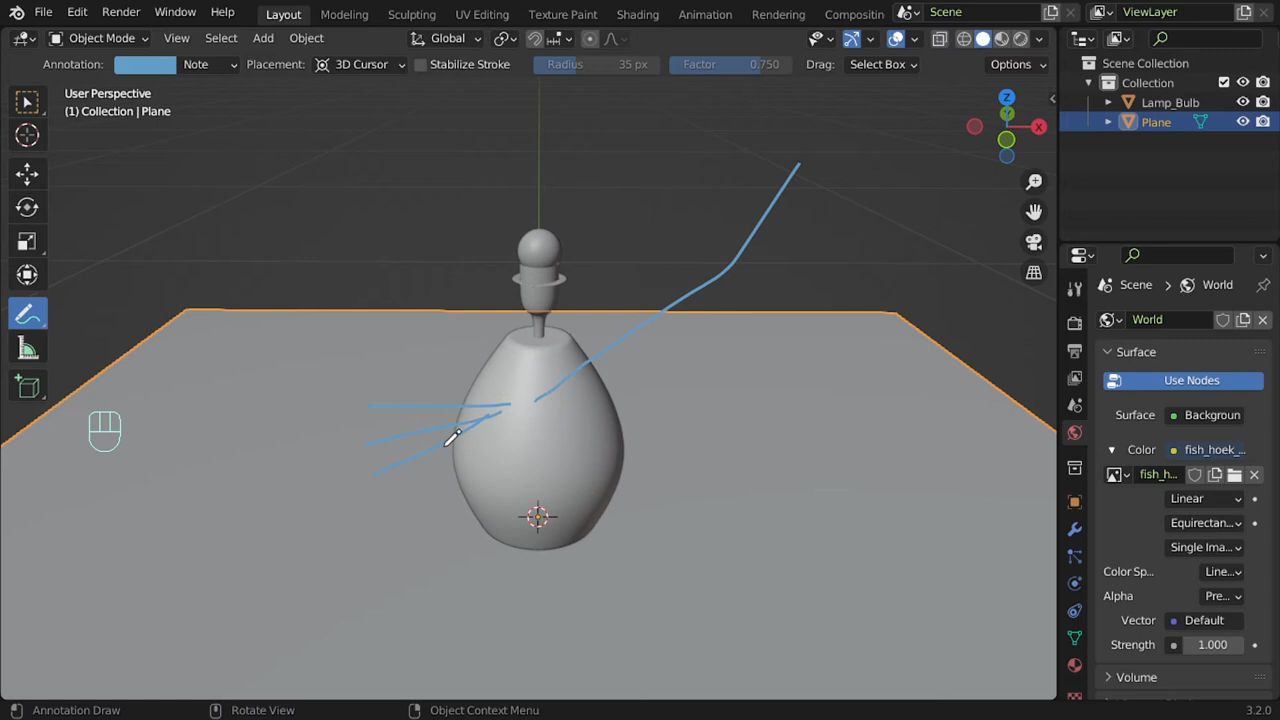 File Edit Render Window Help Layout Modeling Sculpting UV Editing Texture Paint Shading Animation Rendering Compositin Scene ViewLayer
Object Mode View Select Add Object Global
Annotation: Note Placement: 3D Cursor Stabilize Stroke Radius 35 px Factor 0.750 Drag: Select Box Options
User Perspective
(1) Collection | Plane
Z
Y
X
Scene Collection
Collection
Lamp_Bulb
Plane
Scene World
World
Surface
Use Nodes
Surface Backgroun
Color fish_hoek_...
fish_h...
Linear
Equirectan...
Single Ima...
Color Sp... Line...
Alpha Pre...
Vector Default
Strength 1.000
Volume
Annotation Draw Rotate View Object Context Menu 3.2.0